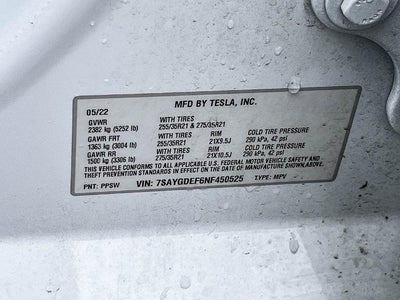 MFD BY TESLA, INC.
05/22
GVWR WITH TIRES
2382 kg (5252 lb) 255/35R21 & 275/35R21
GAWR FR WITH TIRES RIM COLD TIRE PRESSURE
1363 kg (3004 lb) 255/35R21 21X9.5J 290 kPa, 42 psi
GAWR RR WITH TIRES RIM COLD TIRE PRESSURE
1500 kg (3306 lb) 275/35R21 21X10.5J 290 kPa, 42 psi
THIS VEHICLE CONFORMS TO ALL APPLICABLE U.S. FEDERAL MOTOR VEHICLE SAFETY AND
THEFT PREVENTION STANDARDS IN EFFECT ON THE DATE OF MANUFACTURE SHOWN ABOVE.
PNT: PPSW VIN: 7SAYGDEF6NF450525 TYPE: MPV